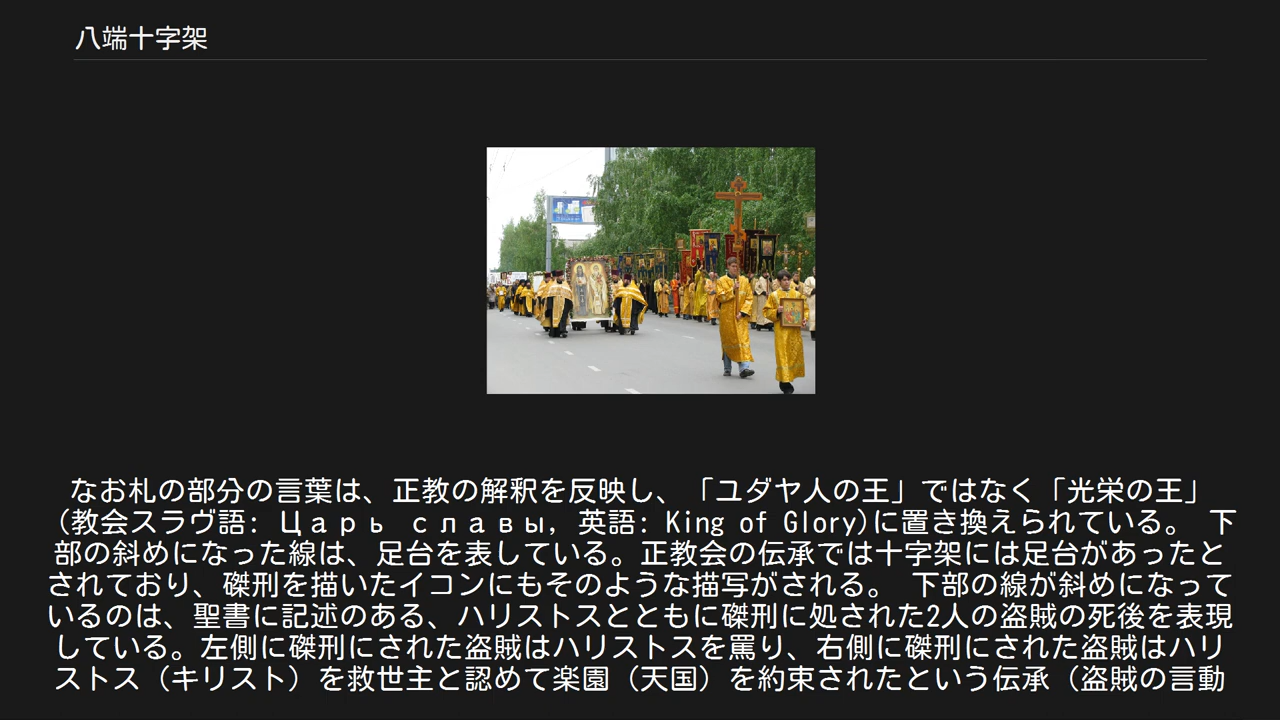 八端十字架
なお札の部分の言葉は、正教の解釈を反映し、「ユダヤ人の王」ではなく「光栄の王」
(教会スラヴ語: Царь славы, 英語: King of Glory)に置き換えられている。 下
部の斜めになった線は、足台を表している。正教会の伝承では十字架には足台があったと
されており、磔刑を描いたイコンにもそのような描写がされる。 下部の線が斜めになって
いるのは、聖書に記述のある、ハリストスとともに磔刑に処された2人の盗賊の死後を表現
している。左側に磔刑にされた盗賊はハリストスを罵り、右側に磔刑にされた盗賊はハリ
ストス（キリスト）を救世主と認めて楽園（天国）を約束されたという伝承（盗賊の言動